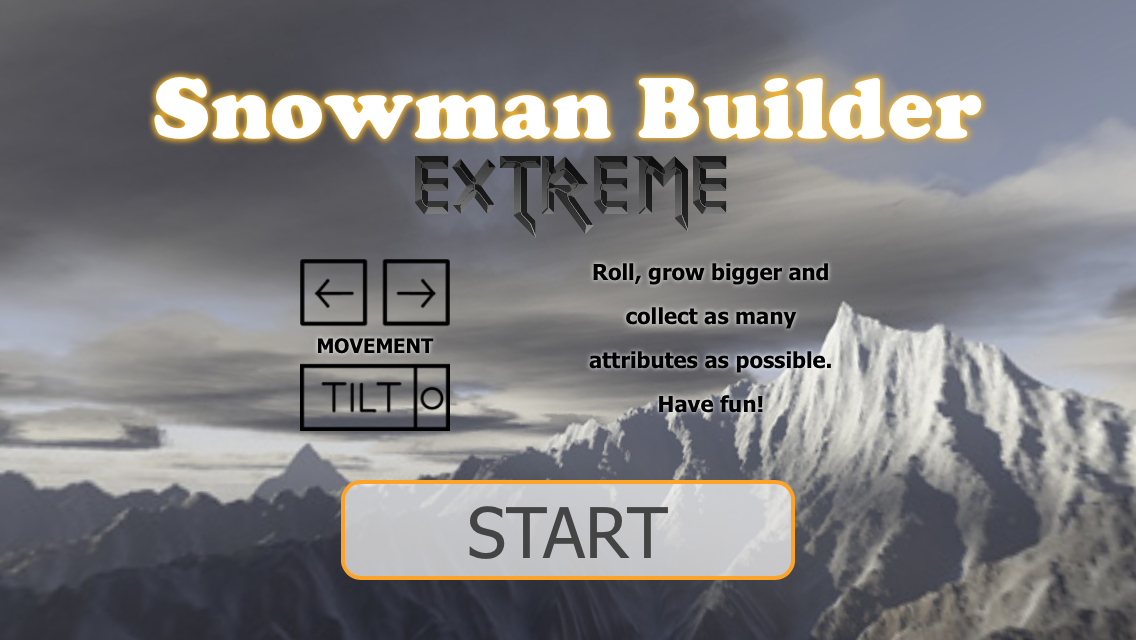 Snowman Builder
EXTREME
MOVEMENT
TILT
Roll, grow bigger and
collect as many
attributes as possible.
Have fun!
START